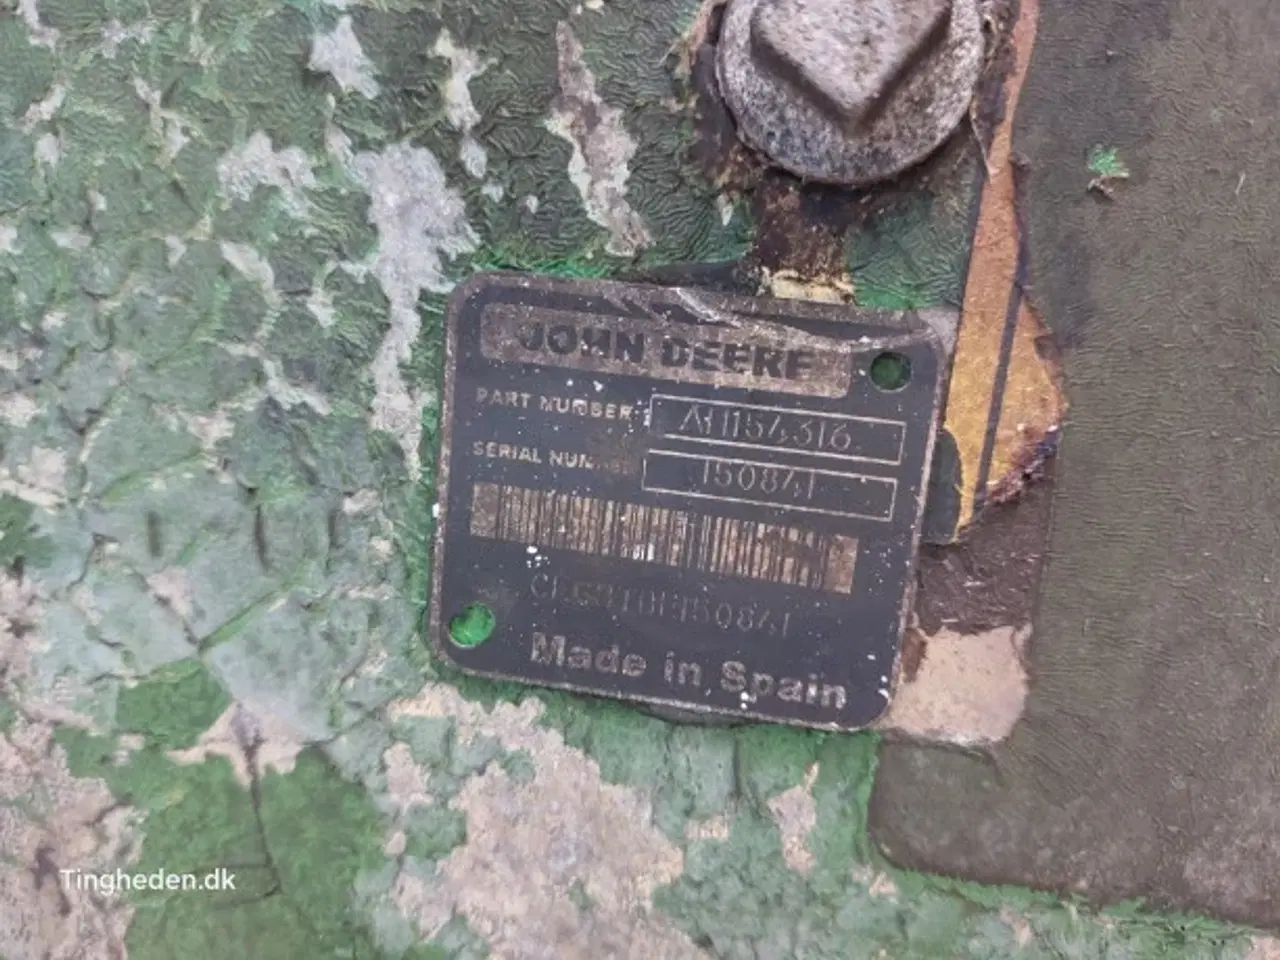 JOHN DEERE
PART NUMBER AH154316
SERIAL NUMBER 150841
Made in Spain
Tingheden.dk